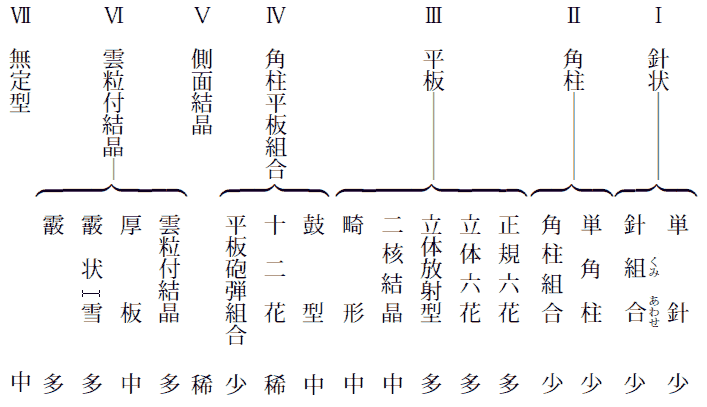 Ⅰ 針状
単針 少
針組合 少
くみ あわせ
Ⅱ 角柱
単角柱 少
角柱組合 少
Ⅲ 平板
正規六花 多
立体六花 多
立体放射型 多
二核結晶 中
畸形 中
Ⅳ 角柱平板組合
鼓型 中
十二花 稀
平板砲弾組合 少
Ⅴ 側面結晶 稀
Ⅵ 雲粒付結晶
雲粒付結晶 多
厚板 中
霰状I雪 多
霰 多
Ⅶ 無定型 中